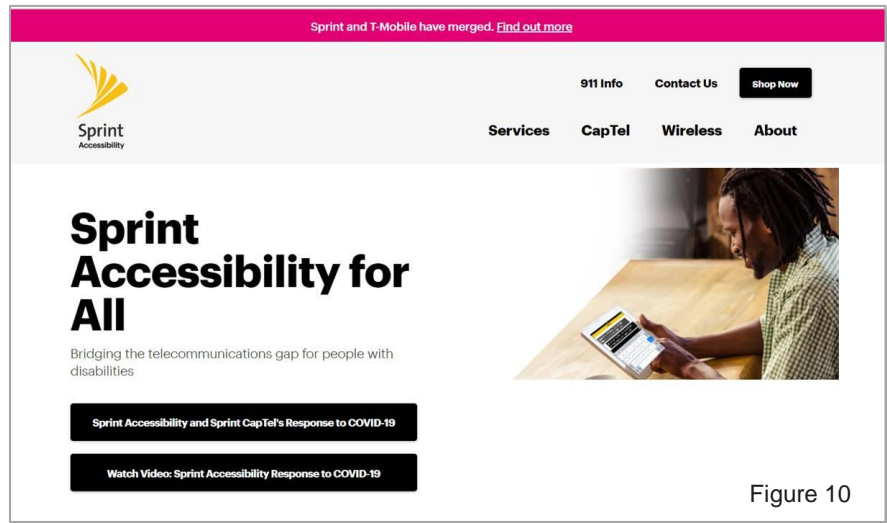 Sprint and T-Mobile have merged. Find out more
Sprint
Accessibility
911 Info Contact Us Shop Now
Services CapTel Wireless About
Sprint
Accessibility for
All
Bridging the telecommunications gap for people with
disabilities
Sprint Accessibility and Sprint CapTel's Response to COVID-19
Watch Video: Sprint Accessibility Response to COVID-19
Figure 10